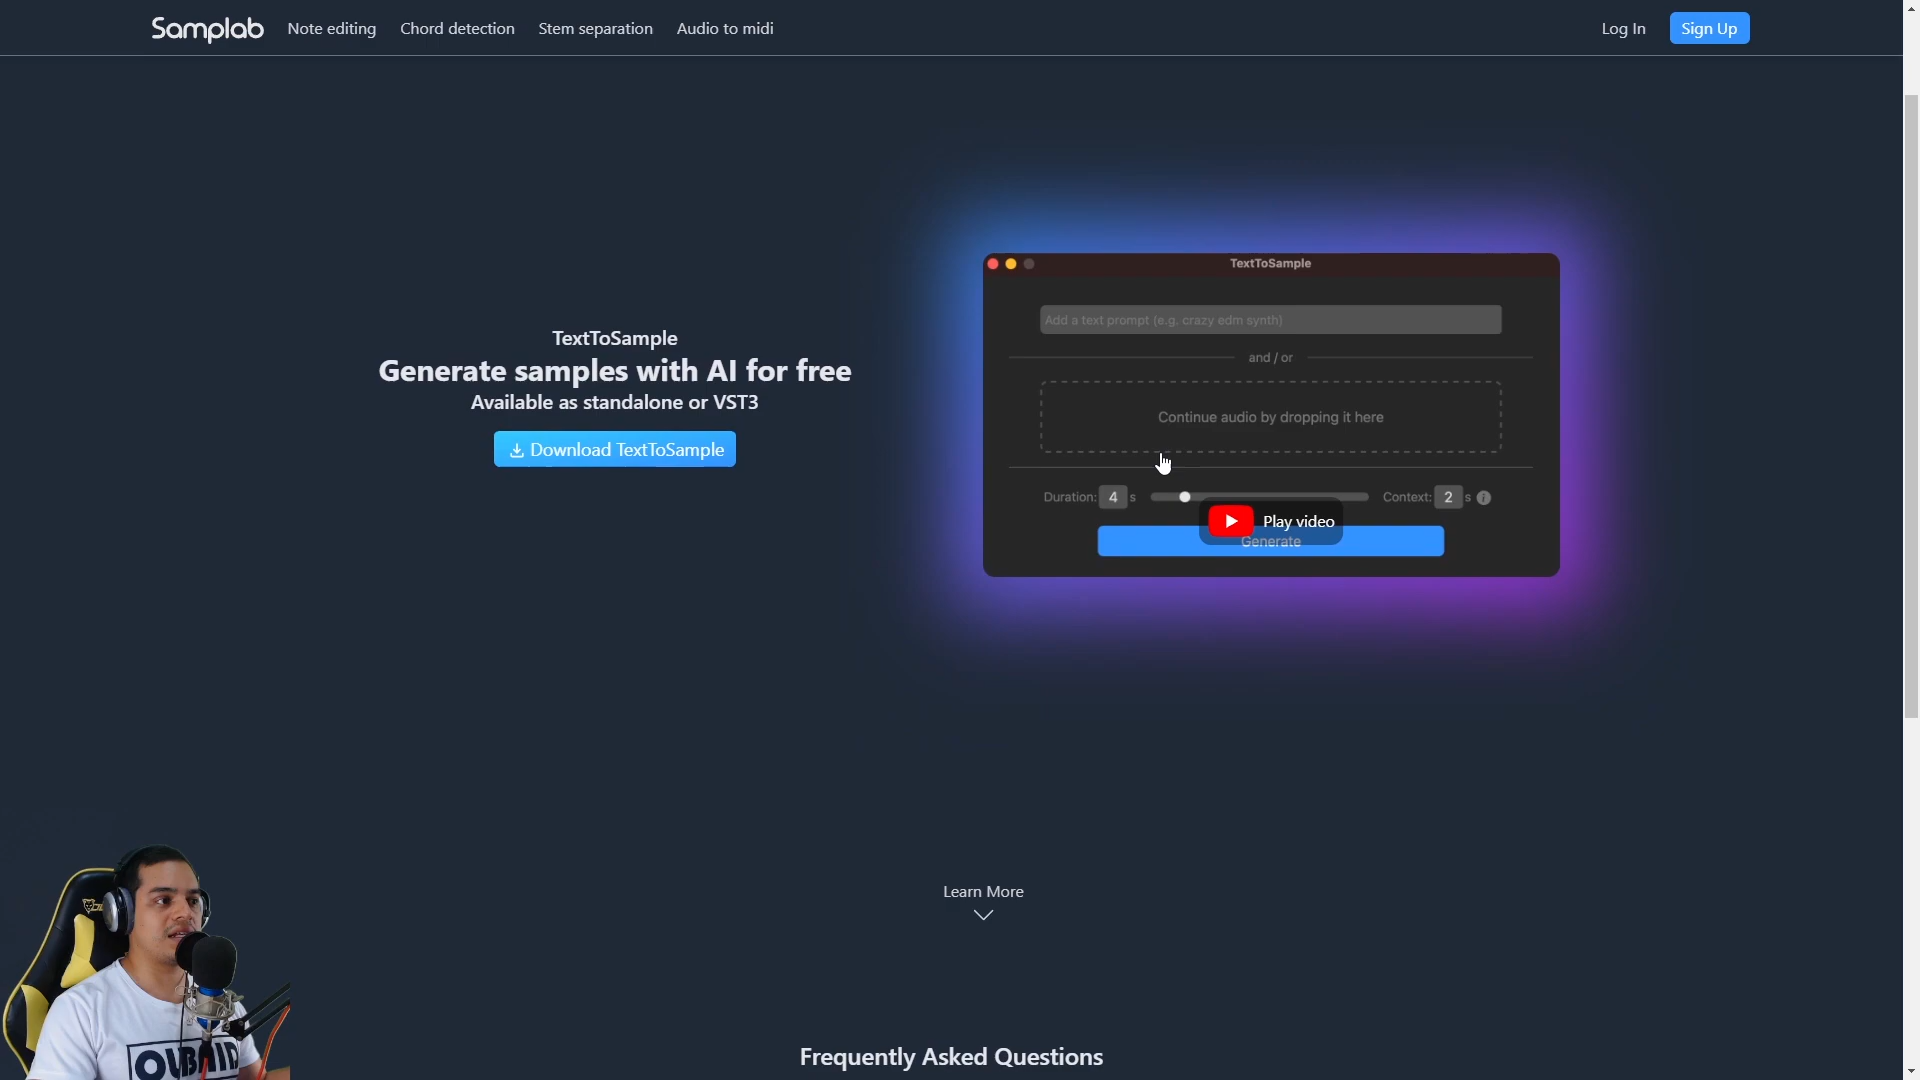 Samplab
Note editing
Chord detection
Stem separation
Audio to midi
Log In
Sign Up
TextToSample
Generate samples with AI for free
Available as standalone or VST3
Download TextToSample
TextToSample
Add a text prompt (e.g. crazy edm synth)
and / or
Continue audio by dropping it here
Duration: 4 s
Context: 2 s
Play video
Generate
Learn More
Frequently Asked Questions